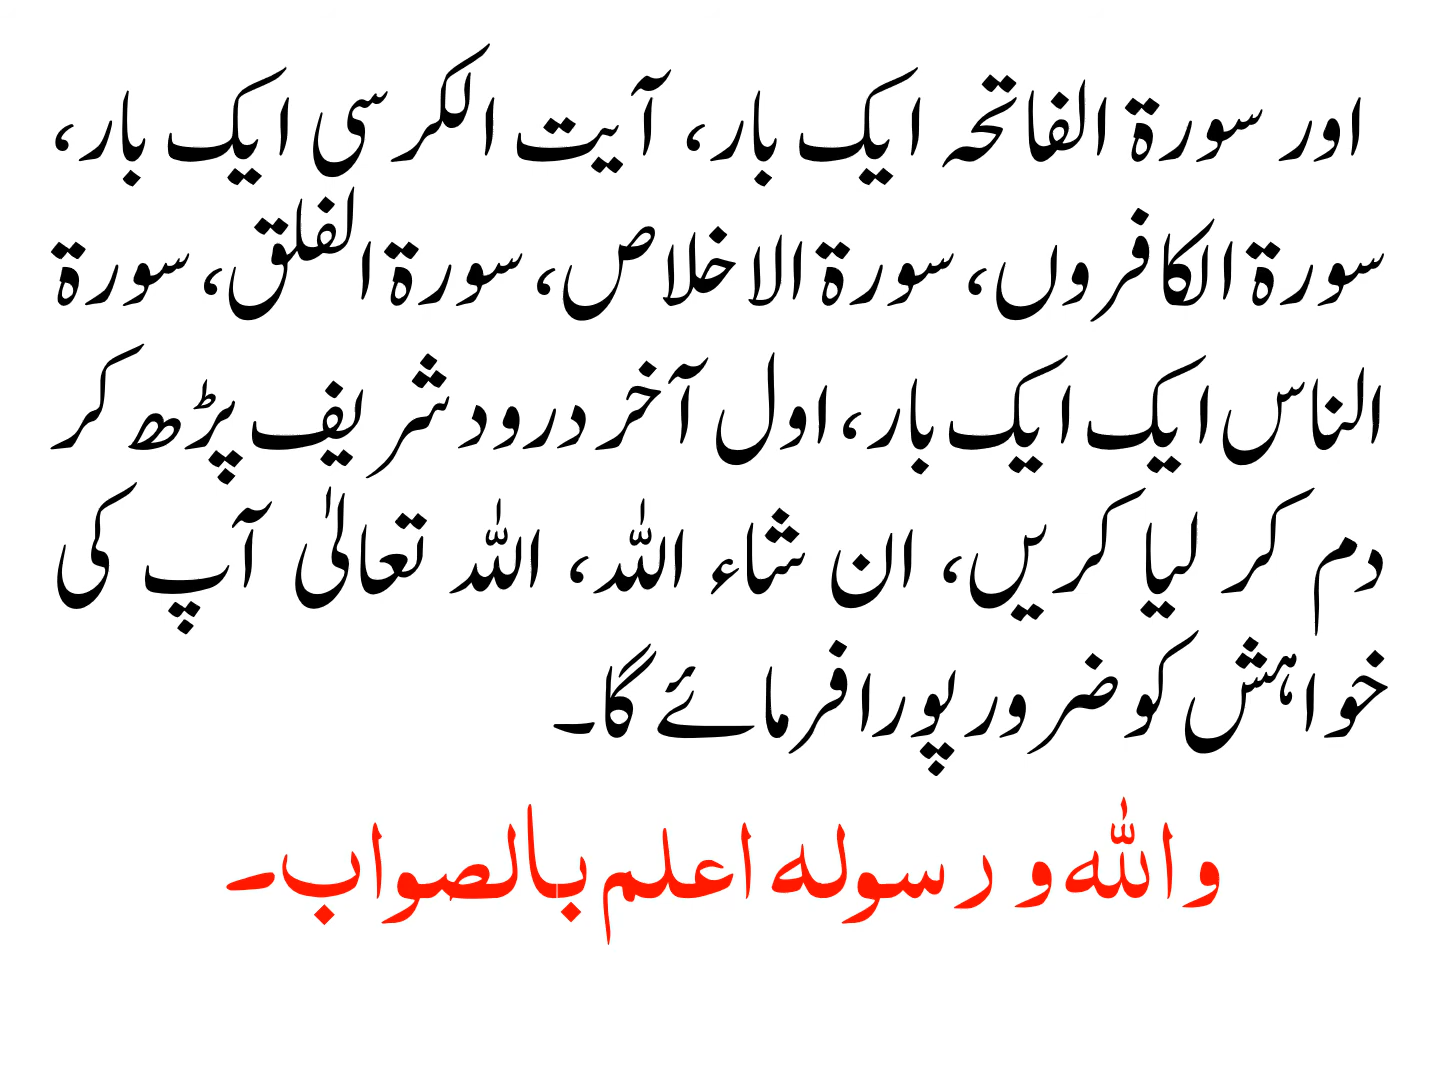 اور سورۃ الفاتحہ ایک بار، آیت الکرسی ایک بار،
سورۃ الکافروں، سورۃ الاخلاص، سورۃ الفلق، سورۃ
الناس ایک ایک بار، اول آخر درود شریف پڑھ کر
دم کر لیا کریں، ان شاء اللہ، اللہ تعالیٰ آپ کی
خواہش کو ضرور پورا فرمائے گا۔
واللہ و رسولہ اعلم بالصواب۔